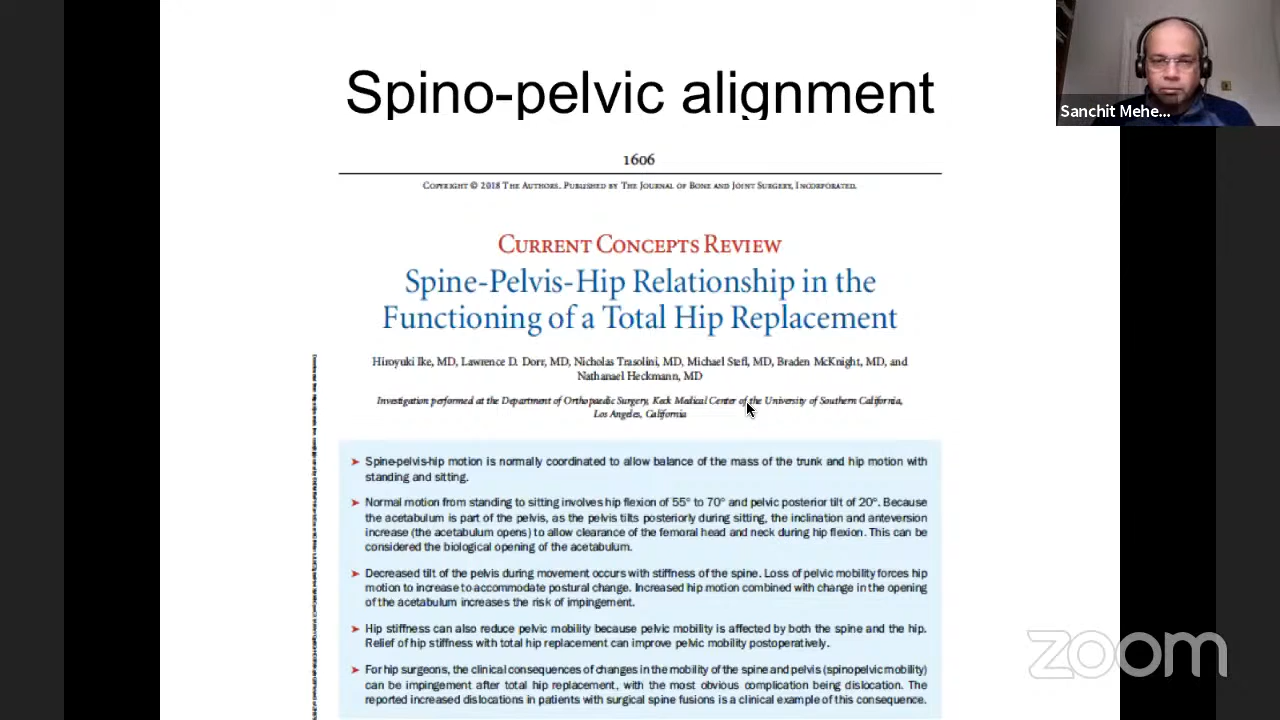 Spino-pelvic alignment
Sanchit Mehe...
1606
COPYRIGHT © 2018 THE AUTHORS. PUBLISHED BY THE JOURNAL OF BONE AND JOINT SURGERY, INCORPORATED.
CURRENT CONCEPTS REVIEW
Spine-Pelvis-Hip Relationship in the
Functioning of a Total Hip Replacement
Hiroyuki Ike, MD, Lawrence D. Dorr, MD, Nicholas Trasolini, MD, Michael Stefl, MD, Braden McKnight, MD, and
Nathanael Heckmann, MD
Investigation performed at the Department of Orthopaedic Surgery, Keck Medical Center of the University of Southern California,
Los Angeles, California
➤ Spine-pelvis-hip motion is normally coordinated to allow balance of the mass of the trunk and hip motion with
standing and sitting.
➤ Normal motion from standing to sitting involves hip flexion of 55° to 70° and pelvic posterior tilt of 20°. Because
the acetabulum is part of the pelvis, as the pelvis tilts posteriorly during sitting, the inclination and anteversion
increase (the acetabulum opens) to allow clearance of the femoral head and neck during hip flexion. This can be
considered the biological opening of the acetabulum.
➤ Decreased tilt of the pelvis during movement occurs with stiffness of the spine. Loss of pelvic mobility forces hip
motion to increase to accommodate postural change. Increased hip motion combined with change in the opening
of the acetabulum increases the risk of impingement.
➤ Hip stiffness can also reduce pelvic mobility because pelvic mobility is affected by both the spine and the hip.
Relief of hip stiffness with total hip replacement can improve pelvic mobility postoperatively.
➤ For hip surgeons, the clinical consequences of changes in the mobility of the spine and pelvis (spinopelvic mobility)
can be impingement after total hip replacement, with the most obvious complication being dislocation. The
reported increased dislocations in patients with surgical spine fusions is a clinical example of this consequence.
zoom